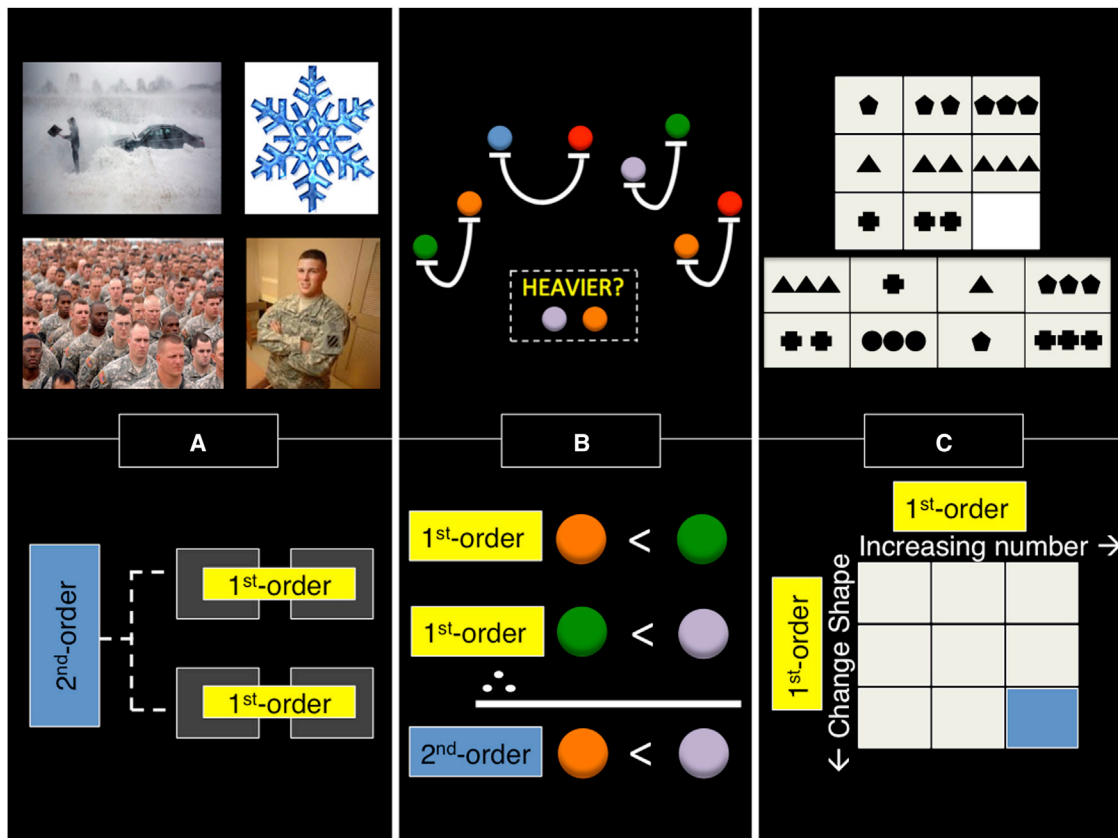 HEAVIER?
A
B
C
2nd-order
1st-order
1st-order
1st-order <
1st-order <
2nd-order <
1st-order
Increasing number →
1st-order
← Change Shape